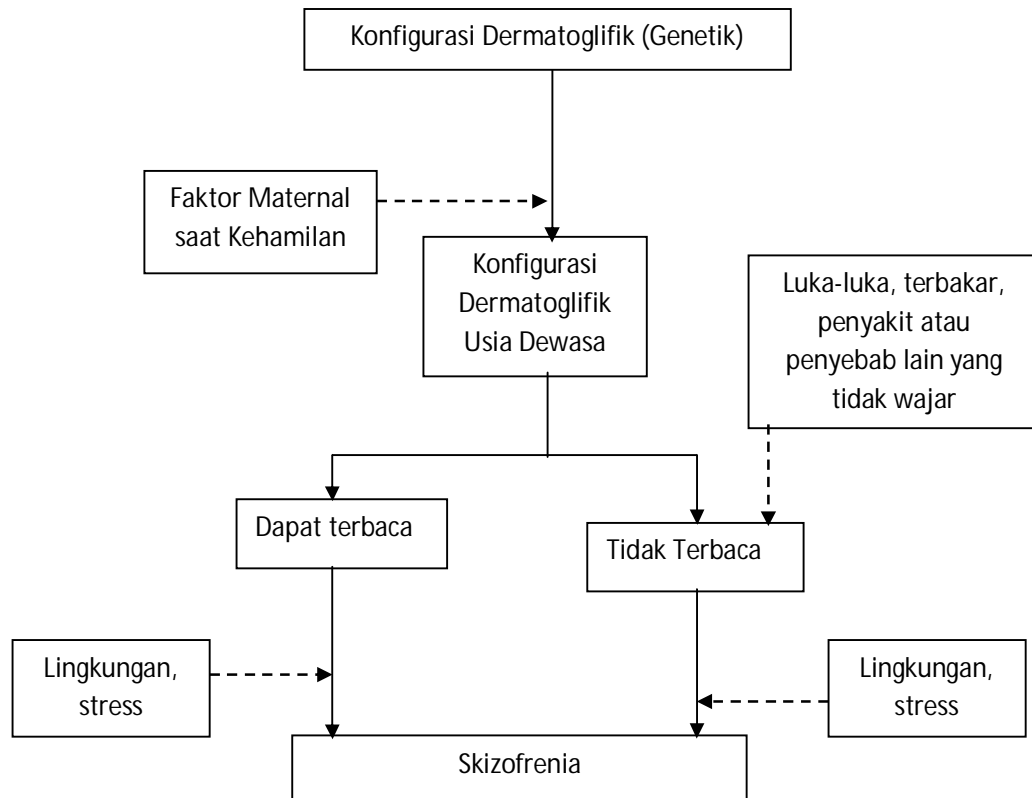 Konfigurasi Dermatoglifik (Genetik)
Faktor Maternal
saat Kehamilan
Konfigurasi
Dermatoglifik
Usia Dewasa
Luka-luka, terbakar,
penyakit atau
penyebab lain yang
tidak wajar
Dapat terbaca
Tidak Terbaca
Lingkungan,
stress
Lingkungan,
stress
Skizofrenia